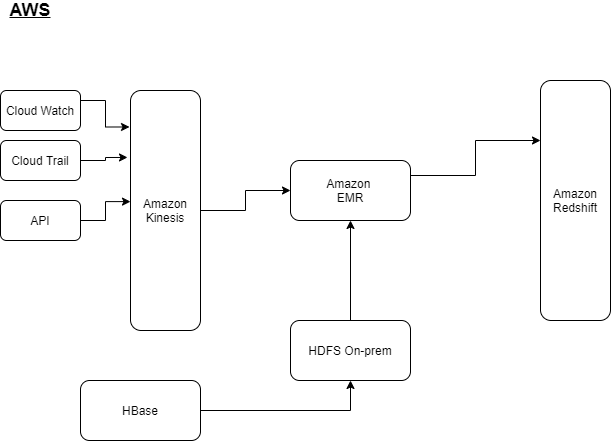 AWS
Cloud Watch
Cloud Trail
API
Amazon
Kinesis
Amazon
EMR
Amazon
Redshift
HDFS On-prem
HBase